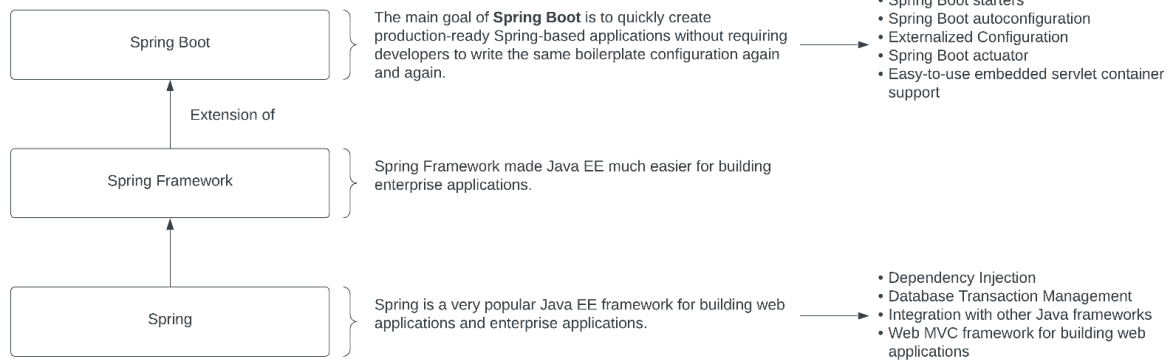 Spring Boot starters
The main goal of Spring Boot is to quickly create
production-ready Spring-based applications without requiring
developers to write the same boilerplate configuration again
and again.
Spring Boot
• Spring Boot autoconfiguration
• Externalized Configuration
• Spring Boot actuator
• Easy-to-use embedded servlet container
support
Extension of
Spring Framework
Spring Framework made Java EE much easier for building
enterprise applications.
Spring
Spring is a very popular Java EE framework for building web
applications and enterprise applications.
• Dependency Injection
• Database Transaction Management
• Integration with other Java frameworks
• Web MVC framework for building web
applications